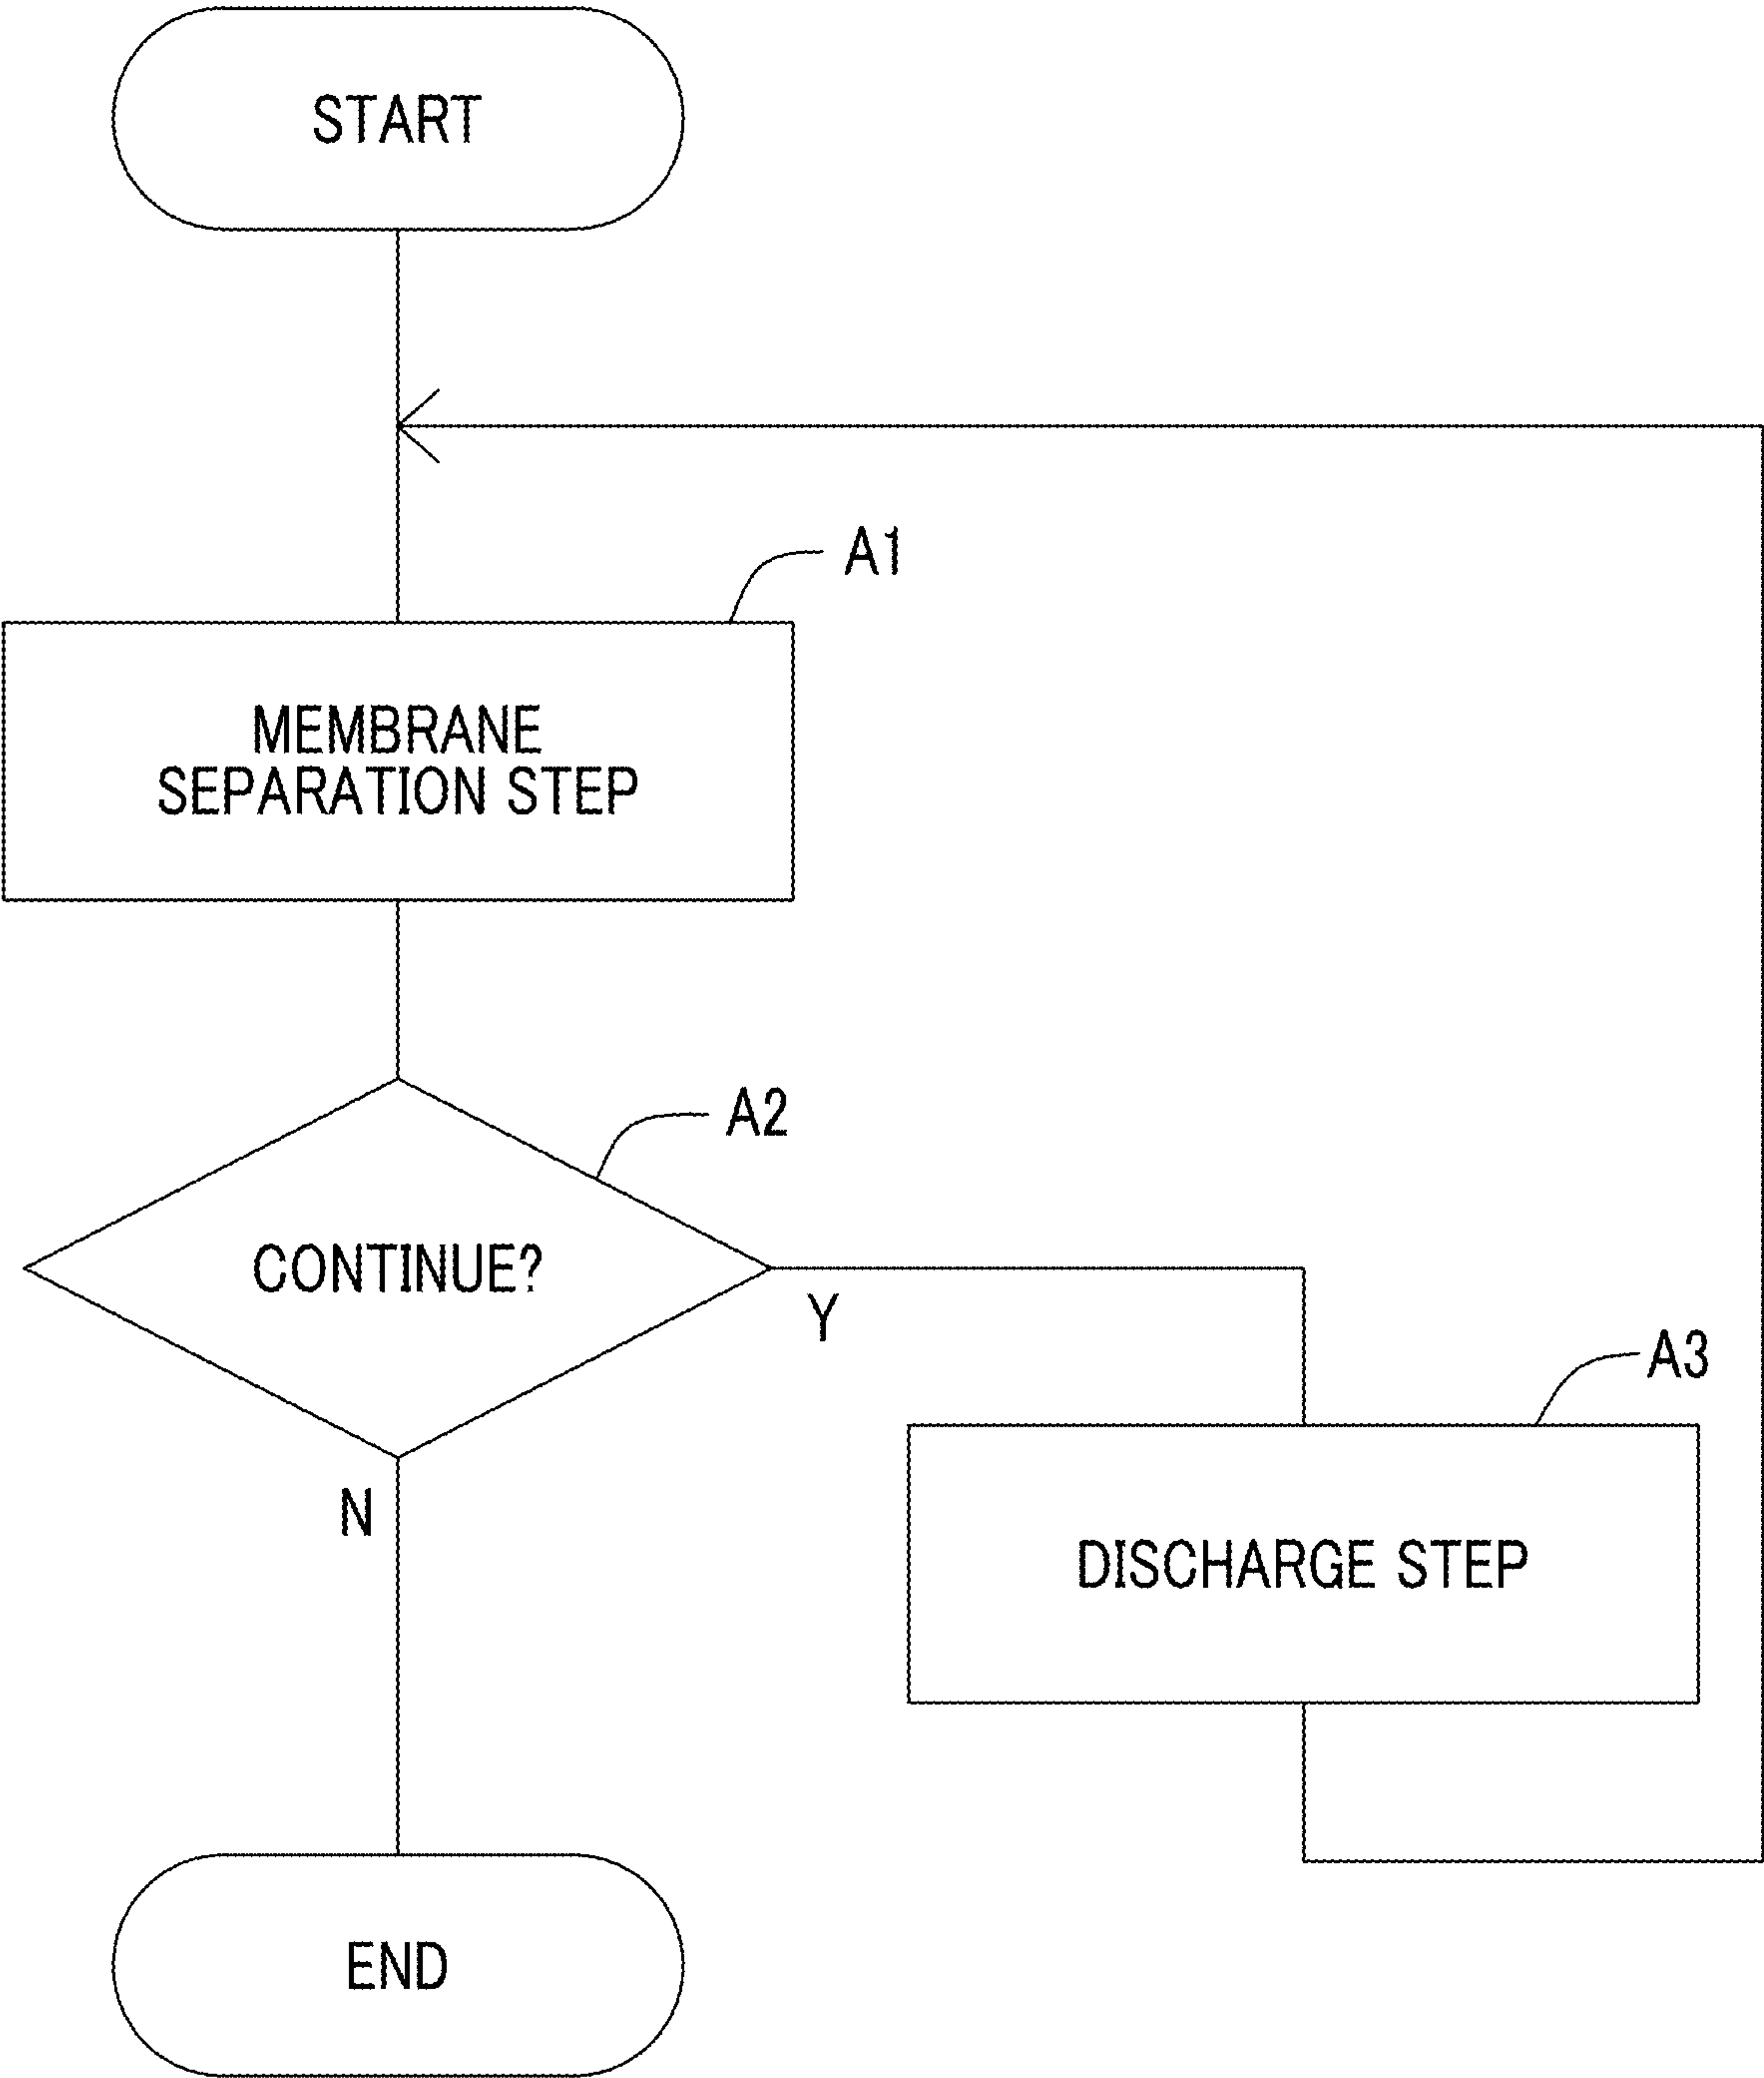 START
A1
MEMBRANE
SEPARATION STEP
A2
CONTINUE?
Y
A3
N
DISCHARGE STEP
END